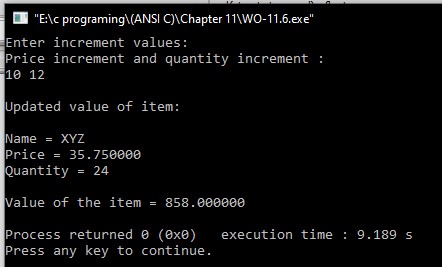 "E:\c programing\(ANSI C)\Chapter 11\WO-11.6.exe"
Enter increment values:
Price increment and quantity increment :
10 12
Updated value of item:
Name = XYZ
Price = 35.750000
Quantity = 24
Value of the item = 858.000000
Process returned 0 (0x0)   execution time : 9.189 s
Press any key to continue.